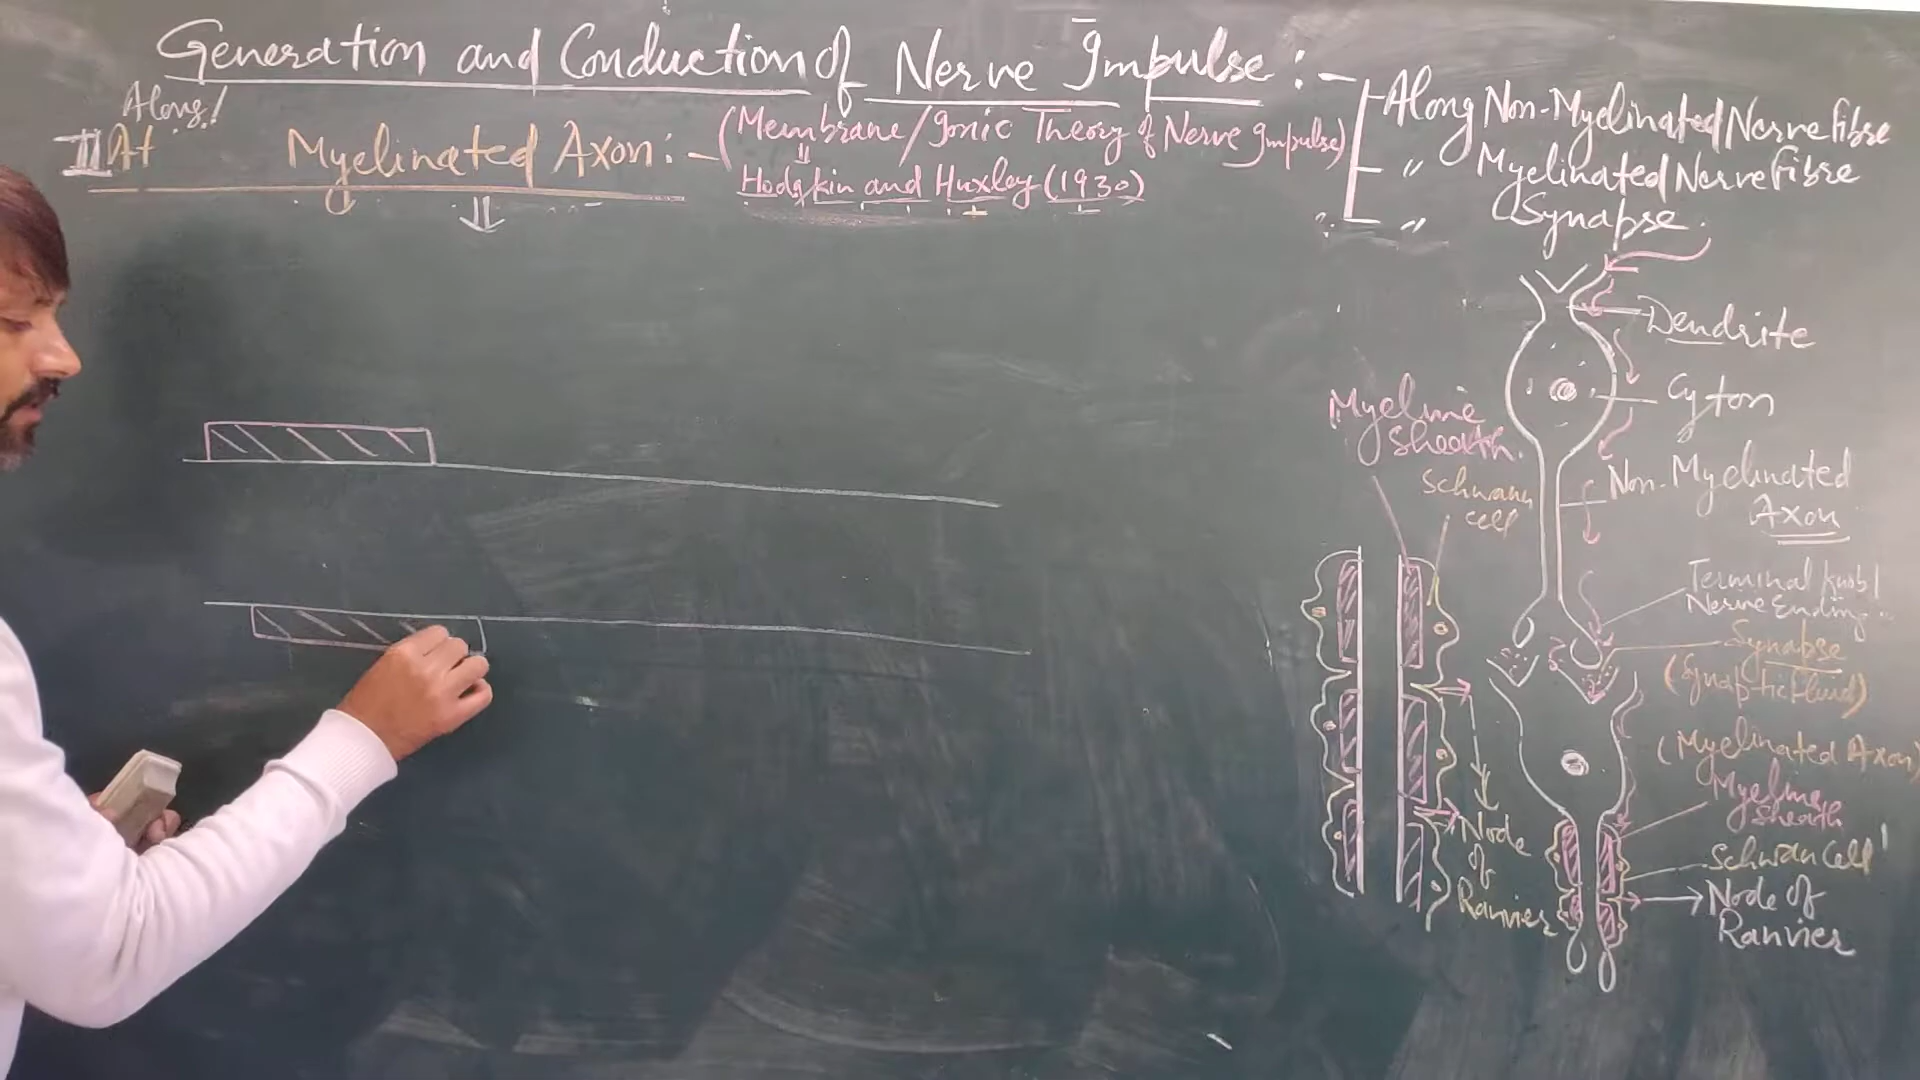 Generation and Conduction of Nerve Impulse :-
Along!
II At Myelinated Axon :- (Membrane/Ionic Theory of Nerve Impulse)
Hodgkin and Huxley (1930)
Along Non-Myelinated Nerve fibre
" Myelinated Nerve Fibre
" Synapse.
Dendrite
Cyton
Non-Myelinated
Axon
Terminal knob/
Nerve Ending
Synapse
(Synaptic fluid)
(Myelinated Axon)
Myeline
Sheath
Schwan Cell
Node of
Ranvier
Myeline
Sheath.
Schwann
cell
Node
of
Ranvier